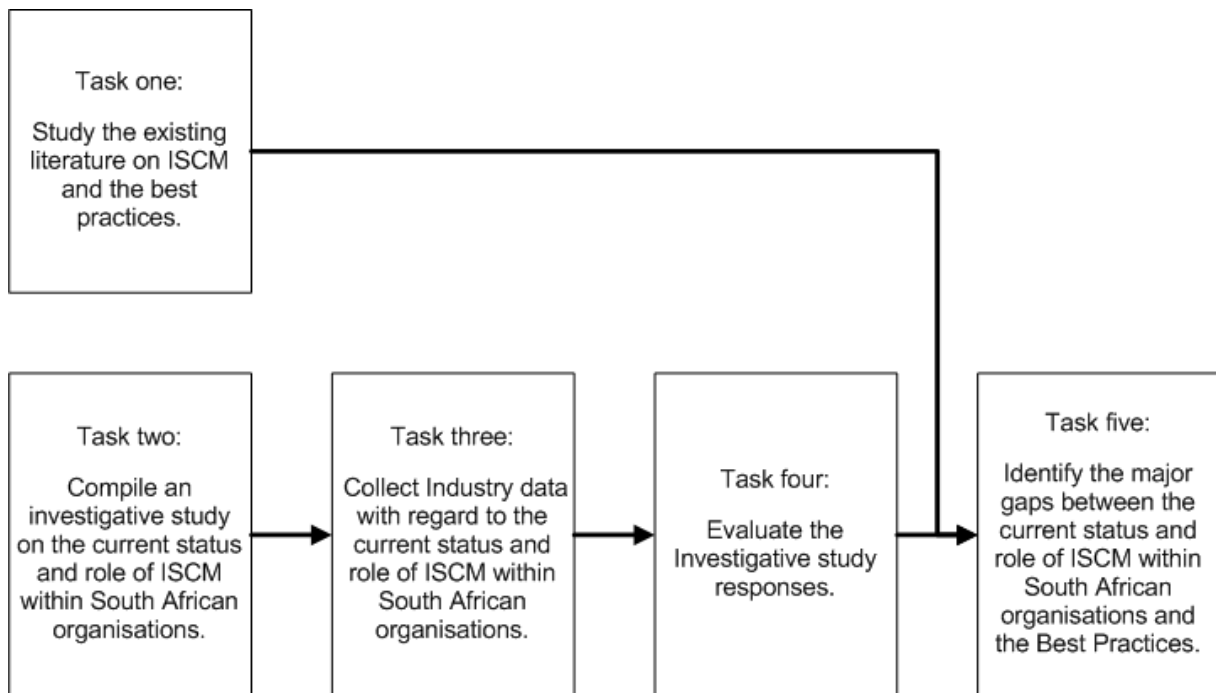 Task one:
Study the existing
literature on ISCM
and the best
practices.
Task two:
Compile an
investigative study
on the current status
and role of ISCM
within South African
organisations.
Task three:
Collect Industry data
with regard to the
current status and
role of ISCM within
South African
organisations.
Task four:
Evaluate the
Investigative study
responses.
Task five:
Identify the major
gaps between the
current status and
role of ISCM within
South African
organisations and
the Best Practices.